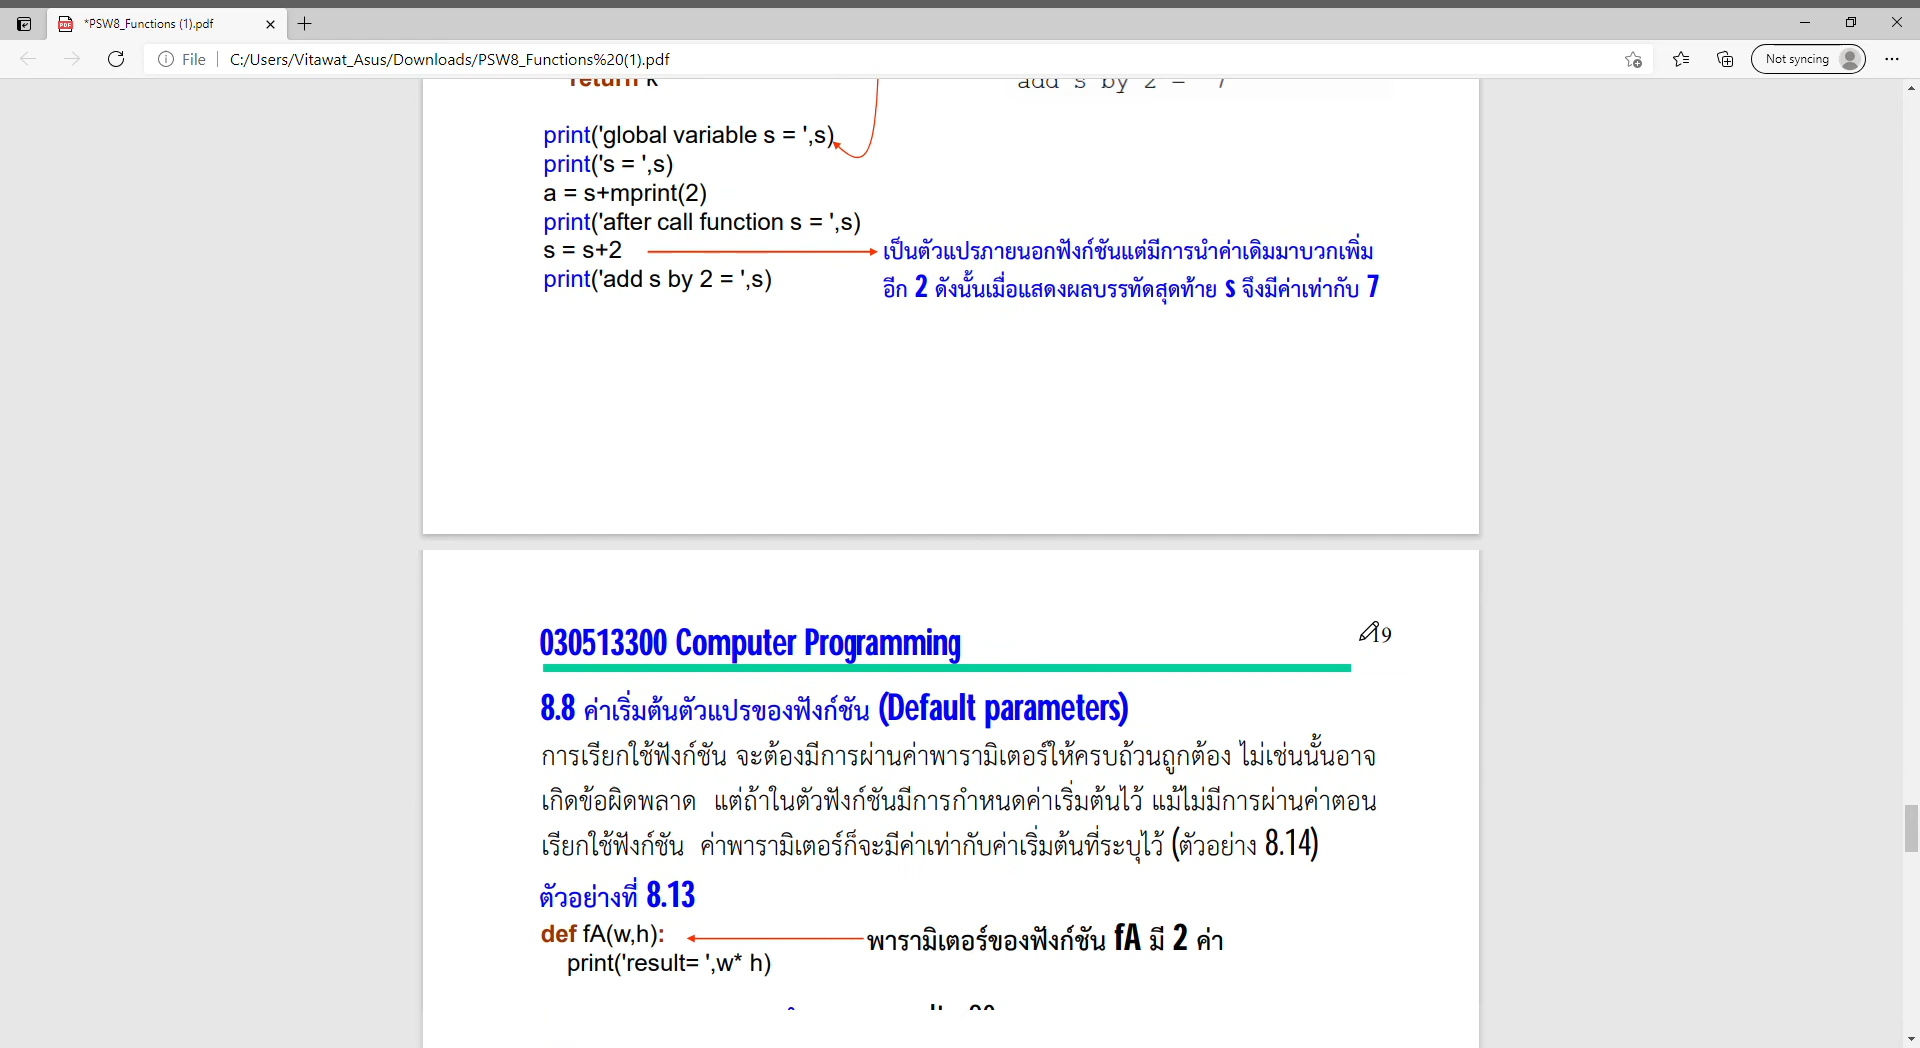 *PSW8_Functions (1).pdf
File
C:/Users/Vitawat_Asus/Downloads/PSW8_Functions%20(1).pdf
Not syncing
return k
add s by 2 = 7
print('global variable s = ',s)
print('s = ',s)
a = s+mprint(2)
print('after call function s = ',s)
s = s+2
เป็นตัวแปรภายนอกฟังก์ชันแต่มีการนำค่าเดิมมาบวกเพิ่ม
print('add s by 2 = ',s)
อีก 2 ดังนั้นเมื่อแสดงผลบรรทัดสุดท้าย s จึงมีค่าเท่ากับ 7
030513300 Computer Programming
19
8.8 ค่าเริ่มต้นตัวแปรของฟังก์ชัน (Default parameters)
การเรียกใช้ฟังก์ชัน จะต้องมีการผ่านค่าพารามิเตอร์ให้ครบถ้วนถูกต้อง ไม่เช่นนั้นอาจ
เกิดข้อผิดพลาด แต่ถ้าในตัวฟังก์ชันมีการกำหนดค่าเริ่มต้นไว้ แม้ไม่มีการผ่านค่าตอน
เรียกใช้ฟังก์ชัน ค่าพารามิเตอร์ก็จะมีค่าเท่ากับค่าเริ่มต้นที่ระบุไว้ (ตัวอย่าง 8.14)
ตัวอย่างที่ 8.13
def fA(w,h):
พารามิเตอร์ของฟังก์ชัน fA มี 2 ค่า
print('result= ',w* h)